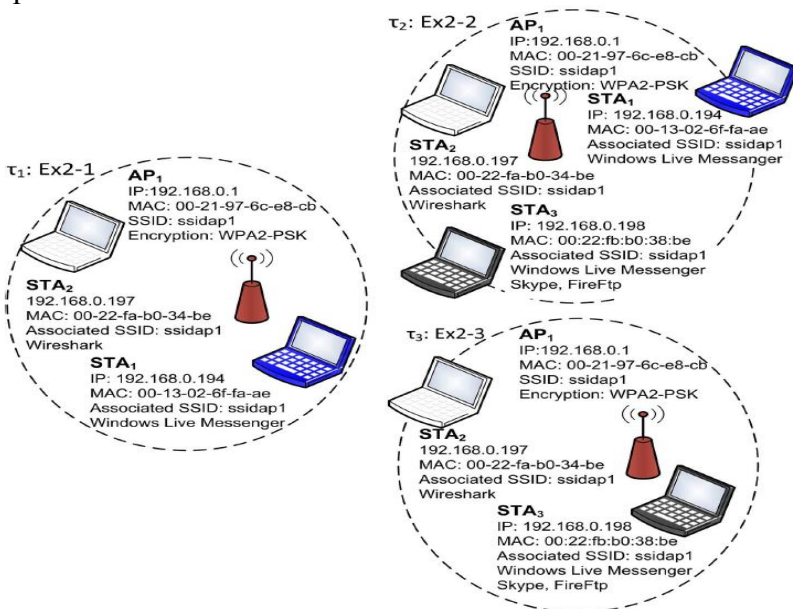 τ₁: Ex2-1
AP₁
IP:192.168.0.1
MAC: 00-21-97-6c-e8-cb
SSID: ssidap1
Encryption: WPA2-PSK
STA₂
192.168.0.197
MAC: 00-22-fa-b0-34-be
Associated SSID: ssidap1
Wireshark
STA₁
IP: 192.168.0.194
MAC: 00-13-02-6f-fa-ae
Associated SSID: ssidap1
Windows Live Messenger
τ₂: Ex2-2
AP₁
IP:192.168.0.1
MAC: 00-21-97-6c-e8-cb
SSID: ssidap1
Encryption: WPA2-PSK
STA₁
IP: 192.168.0.194
MAC: 00-13-02-6f-fa-ae
Associated SSID: ssidap1
Windows Live Messanger
STA₂
192.168.0.197
MAC: 00-22-fa-b0-34-be
Associated SSID: ssidap1
Wireshark
STA₃
IP: 192.168.0.198
MAC: 00:22:fb:b0:38:be
Associated SSID: ssidap1
Windows Live Messenger
Skype, FireFtp
τ₃: Ex2-3
AP₁
IP:192.168.0.1
MAC: 00-21-97-6c-e8-cb
SSID: ssidap1
Encryption: WPA2-PSK
STA₂
192.168.0.197
MAC: 00-22-fa-b0-34-be
Associated SSID: ssidap1
Wireshark
STA₃
IP: 192.168.0.198
MAC: 00:22:fb:b0:38:be
Associated SSID: ssidap1
Windows Live Messenger
Skype, FireFtp